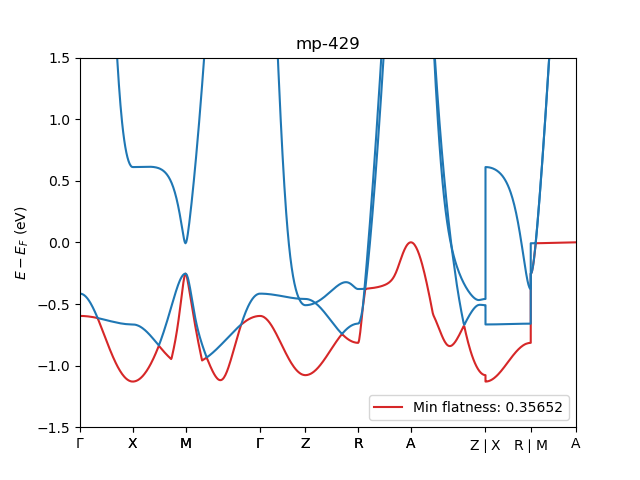 mp-429
E − E_F (eV)
1.5
1.0
0.5
0.0
−0.5
−1.0
−1.5
Min flatness: 0.35652
Γ X M Γ Z R A Z | X R | M A